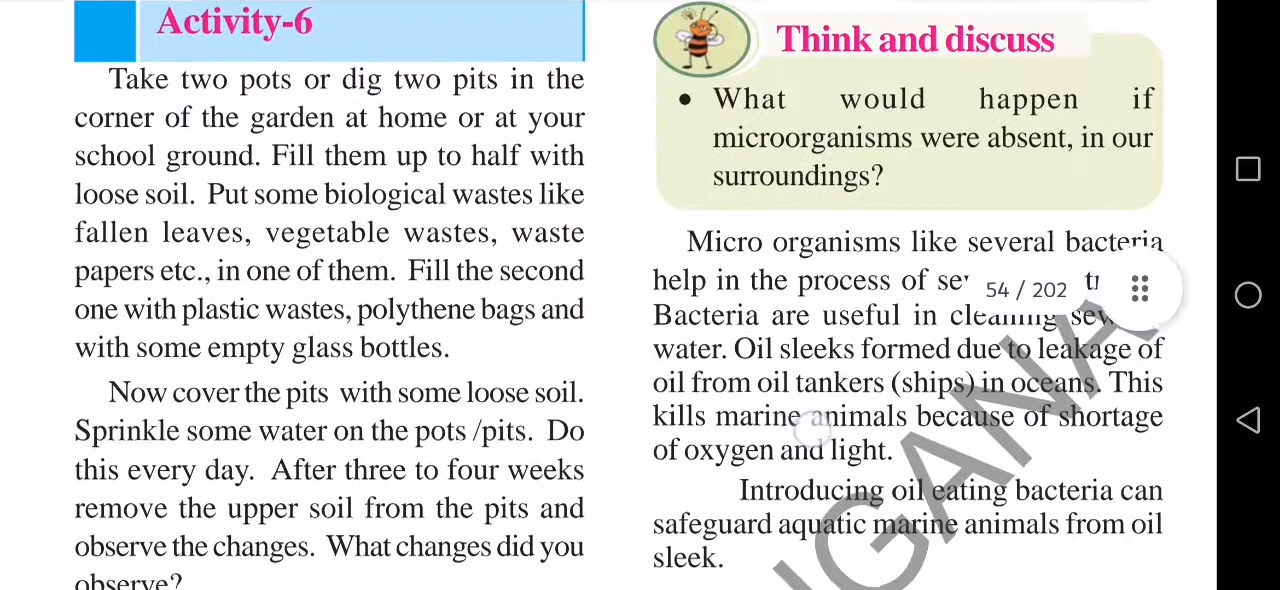 Activity-6
Take two pots or dig two pits in the
corner of the garden at home or at your
school ground. Fill them up to half with
loose soil. Put some biological wastes like
fallen leaves, vegetable wastes, waste
papers etc., in one of them. Fill the second
one with plastic wastes, polythene bags and
with some empty glass bottles.
Now cover the pits with some loose soil.
Sprinkle some water on the pots /pits. Do
this every day. After three to four weeks
remove the upper soil from the pits and
observe the changes. What changes did you
observe?
Think and discuss
• What would happen if
microorganisms were absent, in our
surroundings?
Micro organisms like several bacteria
help in the process of
54 / 202
Bacteria are useful in cleaning
water. Oil sleeks formed due to leakage of
oil from oil tankers (ships) in oceans. This
kills marine animals because of shortage
of oxygen and light.
Introducing oil eating bacteria can
safeguard aquatic marine animals from oil
sleek.
NGANA